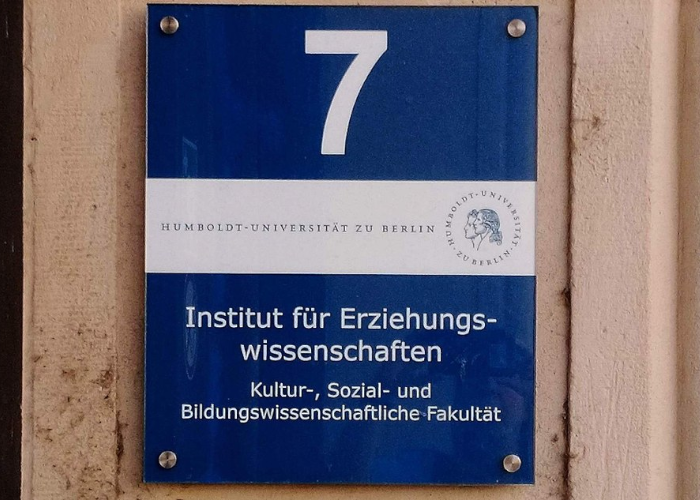 7
HUMBOLDT-UNIVERSITÄT ZU BERLIN
HUMBOLDT-UNIVERSITÄT · ZU BERLIN ·
Institut für Erziehungs-
wissenschaften
Kultur-, Sozial- und
Bildungswissenschaftliche Fakultät